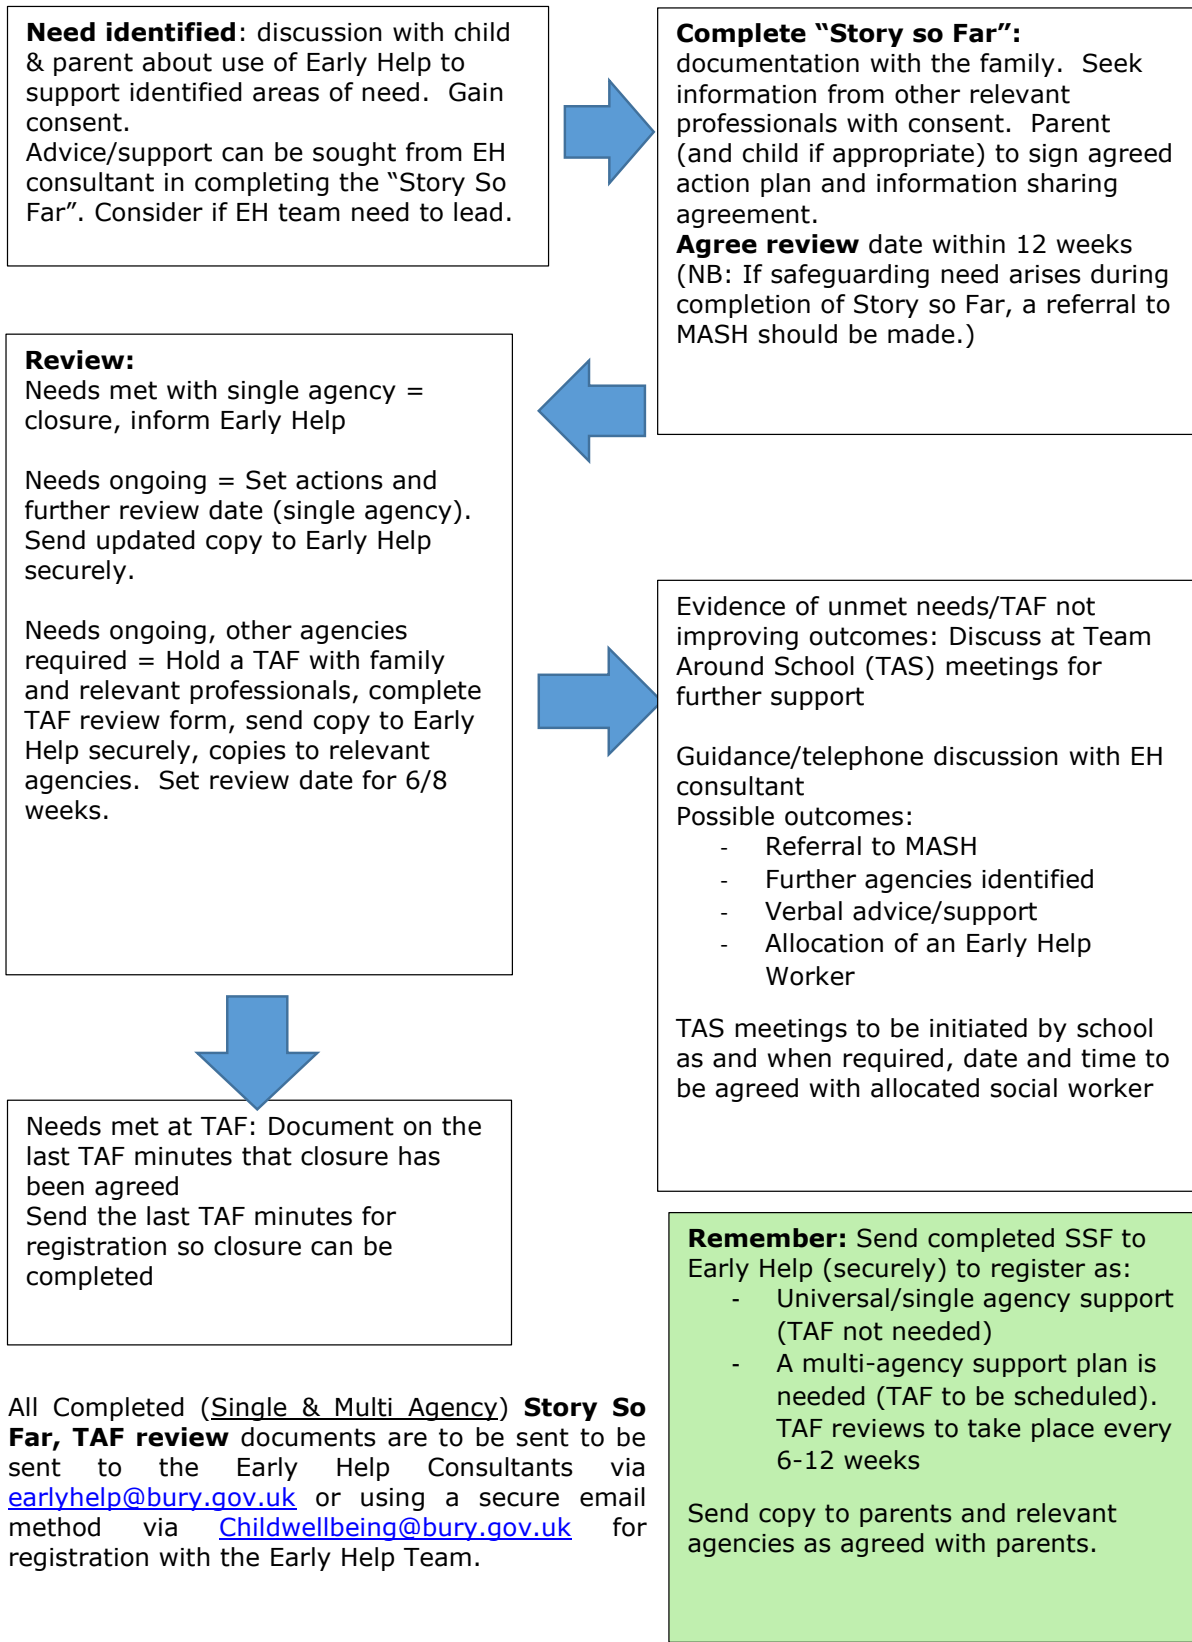 Need identified: discussion with child
& parent about use of Early Help to
support identified areas of need.  Gain
consent.
Advice/support can be sought from EH
consultant in completing the “Story So
Far”. Consider if EH team need to lead.
Complete “Story so Far”:
documentation with the family.  Seek
information from other relevant
professionals with consent.  Parent
(and child if appropriate) to sign agreed
action plan and information sharing
agreement.
Agree review date within 12 weeks
(NB: If safeguarding need arises during
completion of Story so Far, a referral to
MASH should be made.)
Review:
Needs met with single agency =
closure, inform Early Help
Needs ongoing = Set actions and
further review date (single agency).
Send updated copy to Early Help
securely.
Needs ongoing, other agencies
required = Hold a TAF with family
and relevant professionals, complete
TAF review form, send copy to Early
Help securely, copies to relevant
agencies.  Set review date for 6/8
weeks.
Evidence of unmet needs/TAF not
improving outcomes: Discuss at Team
Around School (TAS) meetings for
further support
Guidance/telephone discussion with EH
consultant
Possible outcomes:
- Referral to MASH
- Further agencies identified
- Verbal advice/support
- Allocation of an Early Help
Worker
TAS meetings to be initiated by school
as and when required, date and time to
be agreed with allocated social worker
Needs met at TAF: Document on the
last TAF minutes that closure has
been agreed
Send the last TAF minutes for
registration so closure can be
completed
Remember: Send completed SSF to
Early Help (securely) to register as:
- Universal/single agency support
(TAF not needed)
- A multi-agency support plan is
needed (TAF to be scheduled).
TAF reviews to take place every
6-12 weeks
Send copy to parents and relevant
agencies as agreed with parents.
All Completed (Single & Multi Agency) Story So
Far, TAF review documents are to be sent to be
sent to the Early Help Consultants via
earlyhelp@bury.gov.uk or using a secure email
method via Childwellbeing@bury.gov.uk for
registration with the Early Help Team.